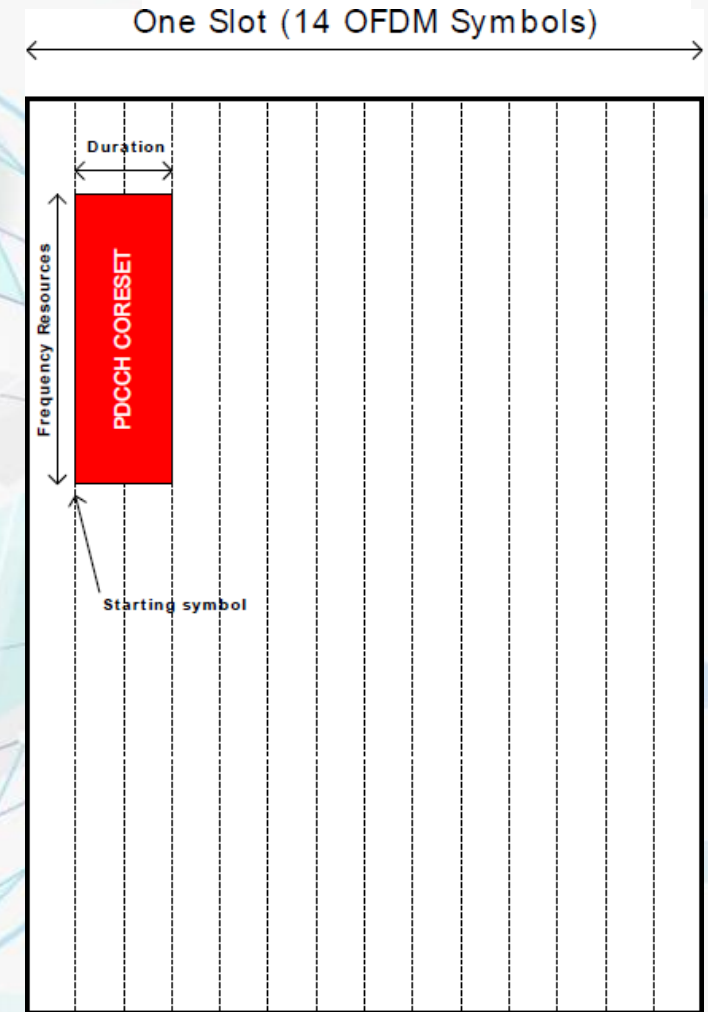 One Slot (14 OFDM Symbols)
Duration
Frequency Resources
PDCCH CORESET
Starting symbol